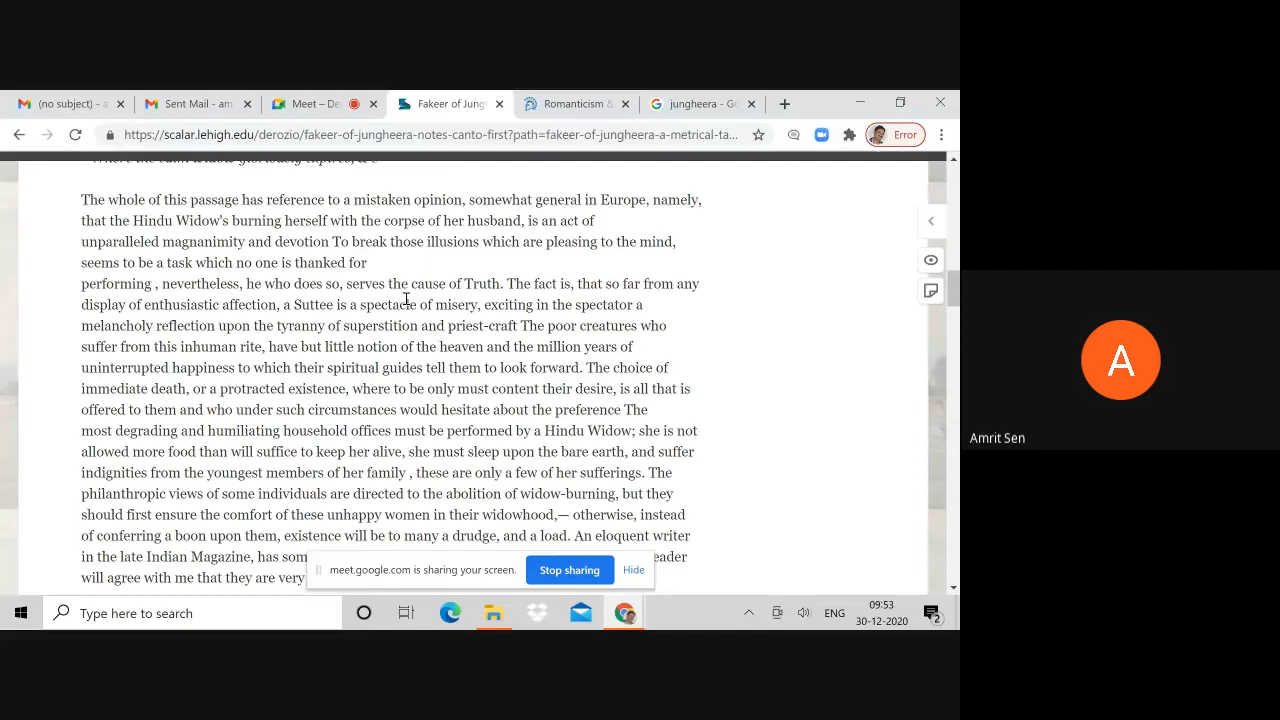 (no subject) - a
Sent Mail - am
Meet – De
Fakeer of Jung
Romanticism &
jungheera - Go
https://scalar.lehigh.edu/derozio/fakeer-of-jungheera-notes-canto-first?path=fakeer-of-jungheera-a-metrical-ta...
Error
The whole of this passage has reference to a mistaken opinion, somewhat general in Europe, namely,
that the Hindu Widow's burning herself with the corpse of her husband, is an act of
unparalleled magnanimity and devotion To break those illusions which are pleasing to the mind,
seems to be a task which no one is thanked for
performing , nevertheless, he who does so, serves the cause of Truth. The fact is, that so far from any
display of enthusiastic affection, a Suttee is a spectacle of misery, exciting in the spectator a
melancholy reflection upon the tyranny of superstition and priest-craft The poor creatures who
suffer from this inhuman rite, have but little notion of the heaven and the million years of
uninterrupted happiness to which their spiritual guides tell them to look forward. The choice of
immediate death, or a protracted existence, where to be only must content their desire, is all that is
offered to them and who under such circumstances would hesitate about the preference The
most degrading and humiliating household offices must be performed by a Hindu Widow; she is not
allowed more food than will suffice to keep her alive, she must sleep upon the bare earth, and suffer
indignities from the youngest members of her family , these are only a few of her sufferings. The
philanthropic views of some individuals are directed to the abolition of widow-burning, but they
should first ensure the comfort of these unhappy women in their widowhood,— otherwise, instead
of conferring a boon upon them, existence will be to many a drudge, and a load. An eloquent writer
in the late Indian Magazine, has som eader
will agree with me that they are very
meet.google.com is sharing your screen.
Stop sharing
Hide
Type here to search
ENG
09:53
30-12-2020
2
A
Amrit Sen